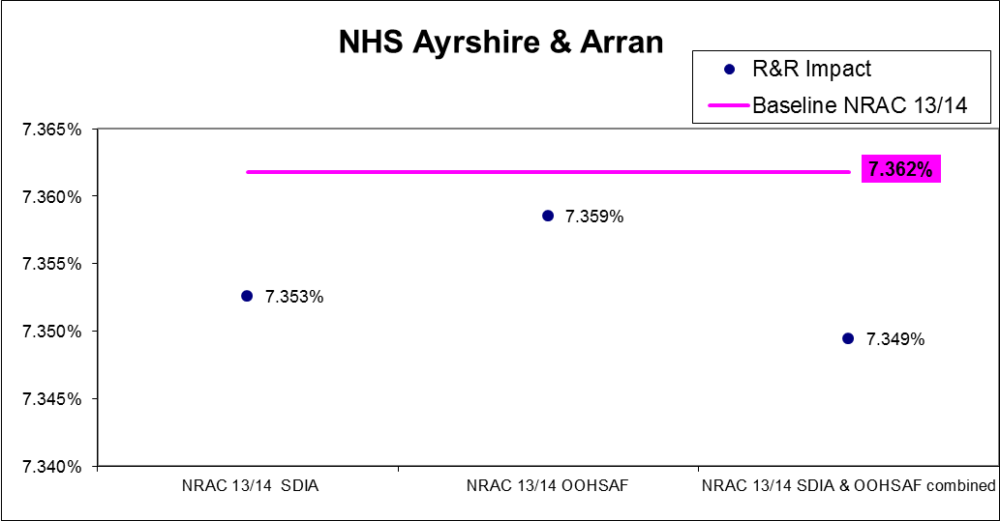 NHS Ayrshire & Arran
R&R Impact
Baseline NRAC 13/14
7.365%
7.360%
7.355%
7.350%
7.345%
7.340%
7.362%
7.359%
7.353%
7.349%
NRAC 13/14  SDIA
NRAC 13/14 OOHSAF
NRAC 13/14 SDIA & OOHSAF combined